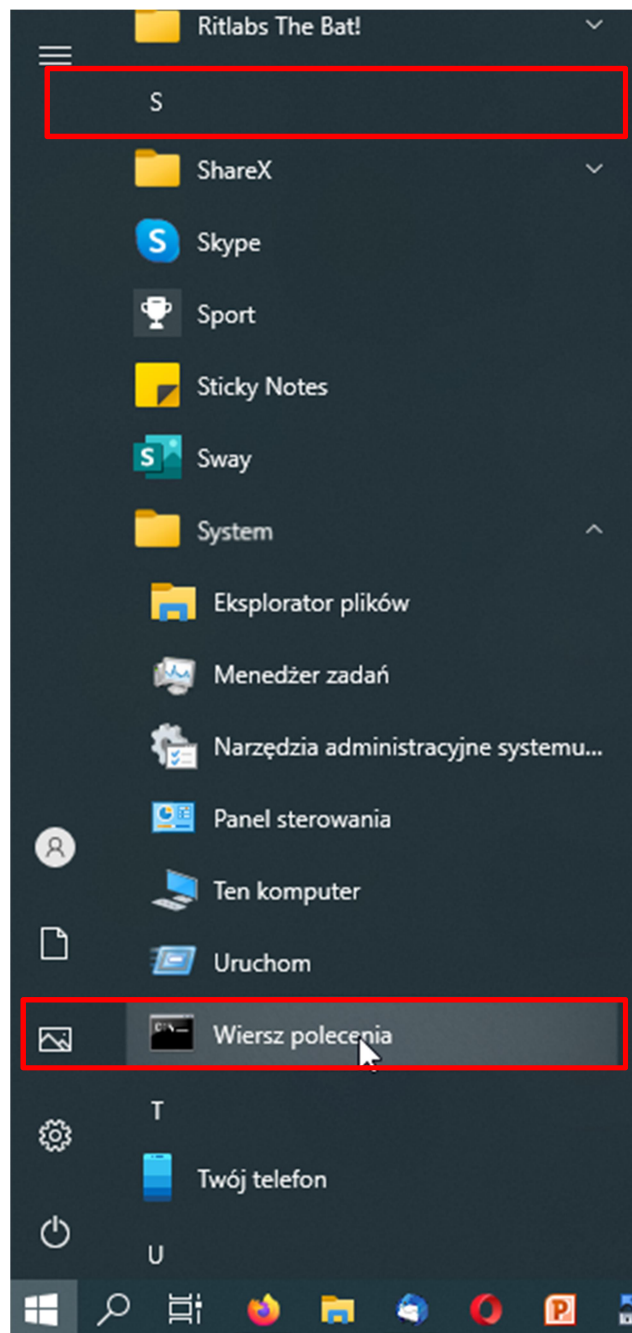 Ritlabs The Bat!
S
ShareX
Skype
Sport
Sticky Notes
Sway
System
Eksplorator plików
Menedżer zadań
Narzędzia administracyjne systemu...
Panel sterowania
Ten komputer
Uruchom
Wiersz polecenia
T
Twój telefon
U